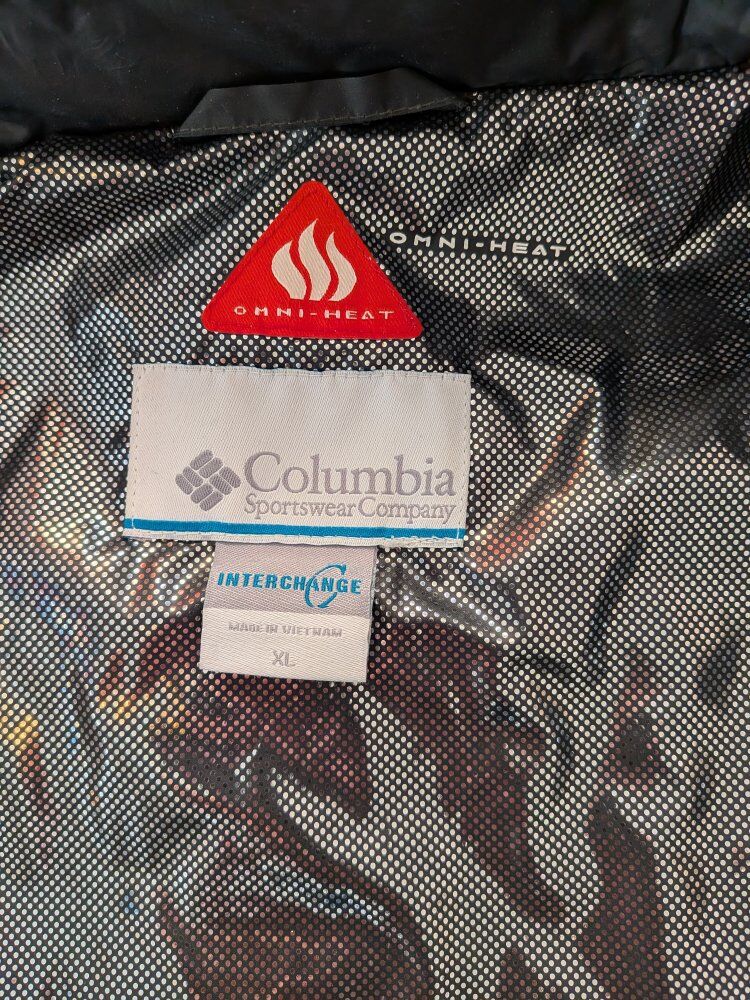 OMNI-HEAT
OMNI-HEAT
Columbia
Sportswear Company
INTERCHANGE
MADE IN VIETNAM
XL